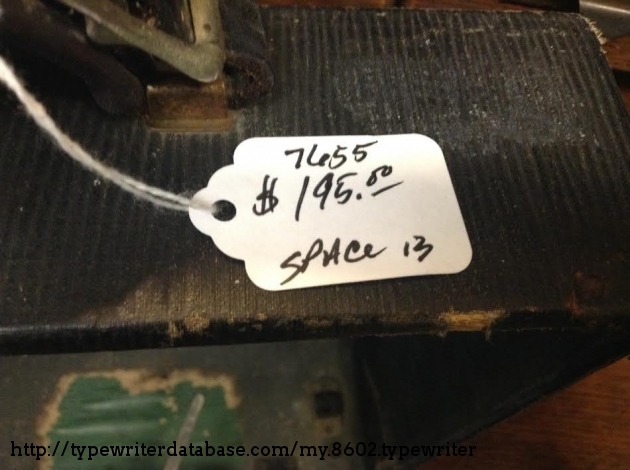 7655
$ 195.00
SPACE 13
http://typewriterdatabase.com/my.8602.typewriter